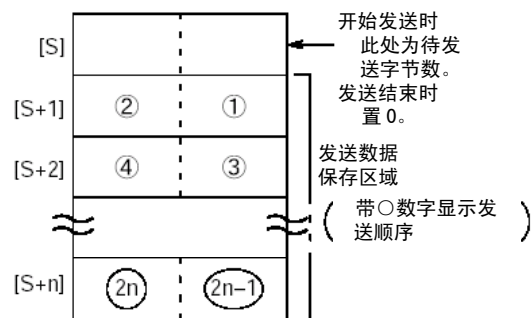 [S]
开始发送时
此处为待发
送字节数。
发送结束时
置0。
[S+1] ② ①
[S+2] ④ ③
发送数据
保存区域
( 带○数字显示发
送顺序 )
[S+n] 2n 2n-1